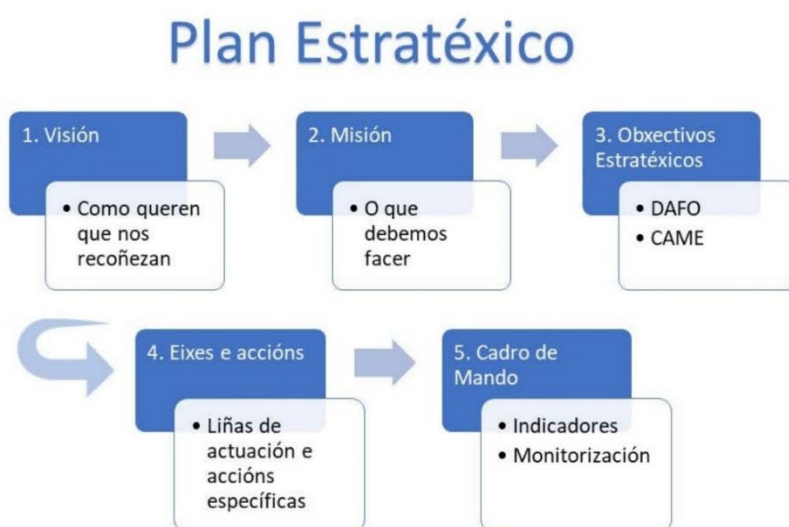 Plan Estratéxico
1. Visión
• Como queren
que nos
recoñezan
2. Misión
• O que
debemos
facer
3. Obxectivos
Estratéxicos
• DAFO
• CAME
4. Eixes e accións
• Liñas de
actuación e
accións
específicas
5. Cadro de
Mando
• Indicadores
• Monitorización